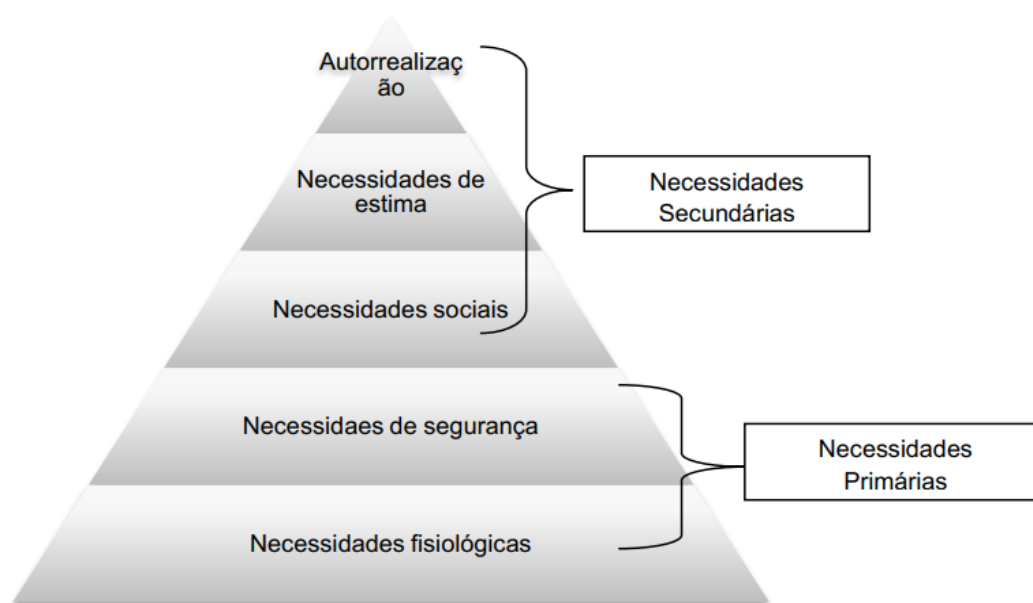 Autorrealizaç
ão
Necessidades de
estima
Necessidades
Secundárias
Necessidades sociais
Necessidaes de segurança
Necessidades
Primárias
Necessidades fisiológicas